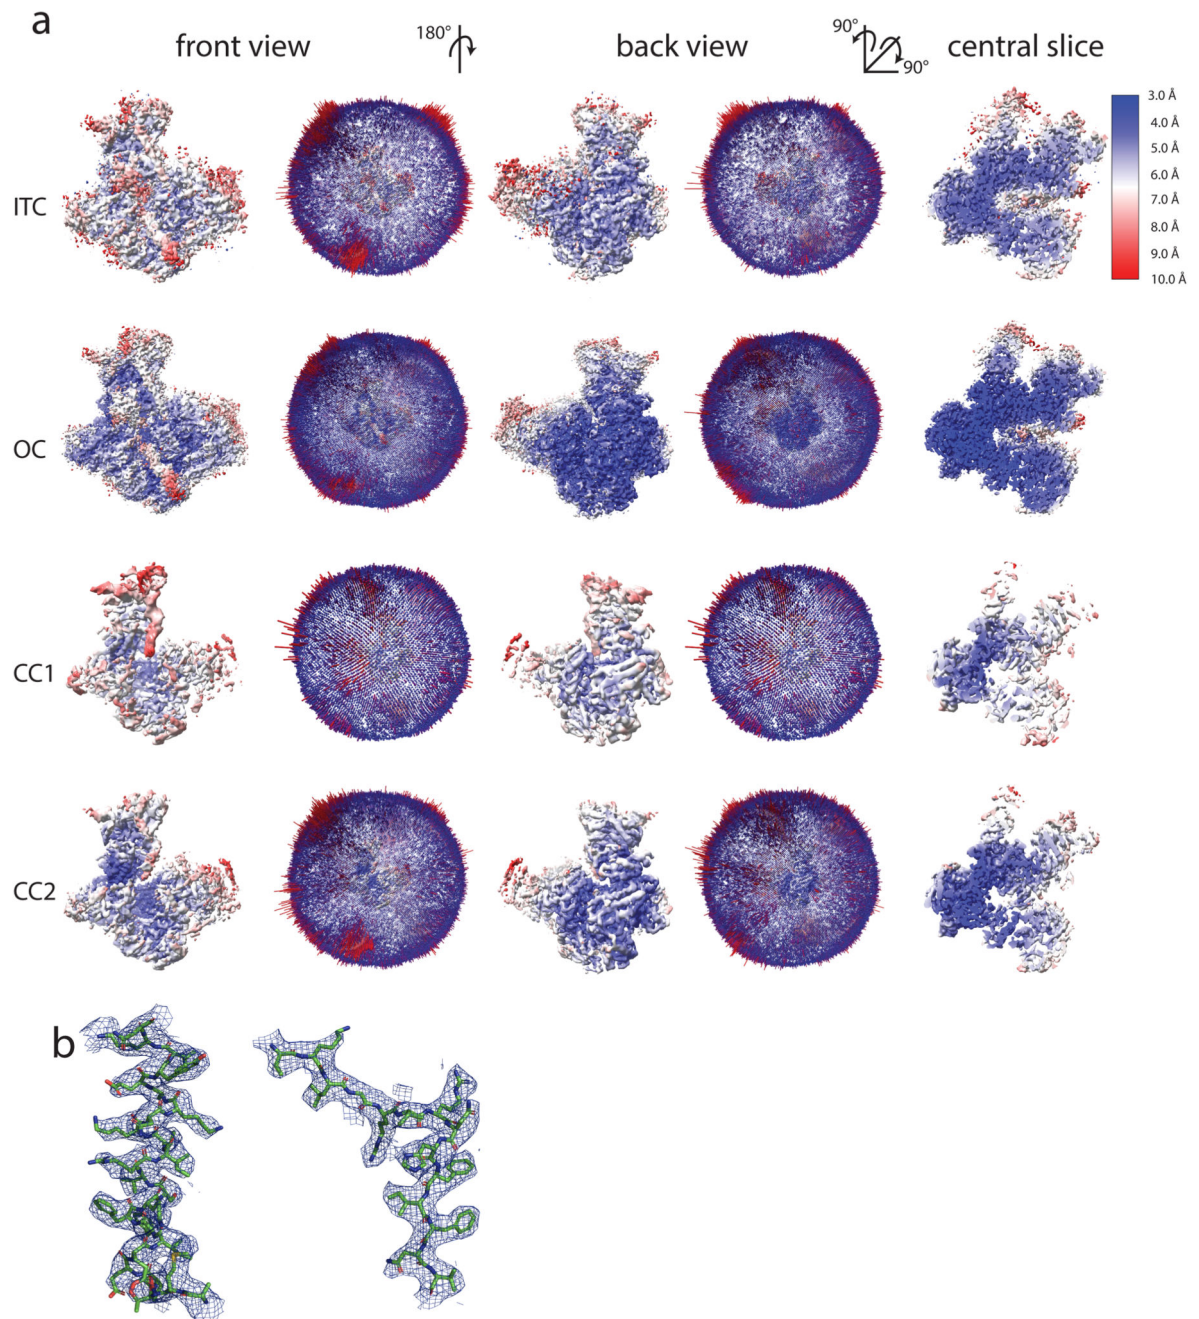 a
front view
180°
back view
90°
90°
central slice
3.0 Å
4.0 Å
5.0 Å
6.0 Å
7.0 Å
8.0 Å
9.0 Å
10.0 Å
ITC
OC
CC1
CC2
b